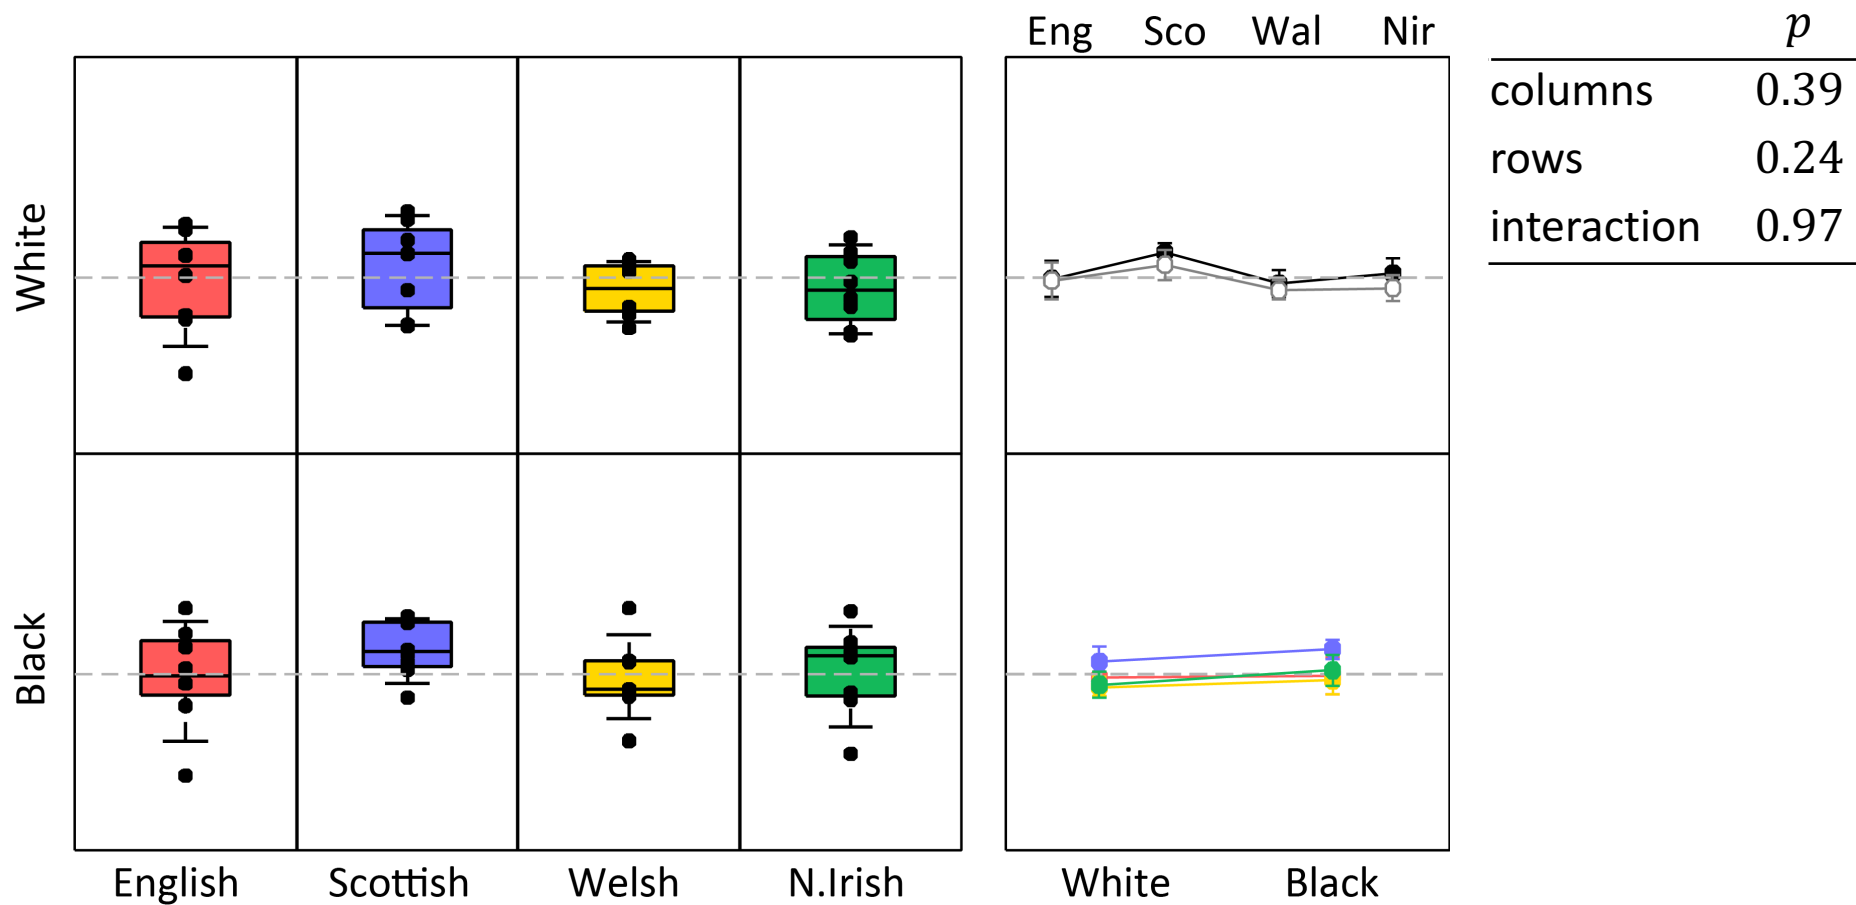 Eng Sco Wal Nir
p
columns 0.39
rows 0.24
interaction 0.97
White
Black
English Scottish Welsh N.Irish
White Black